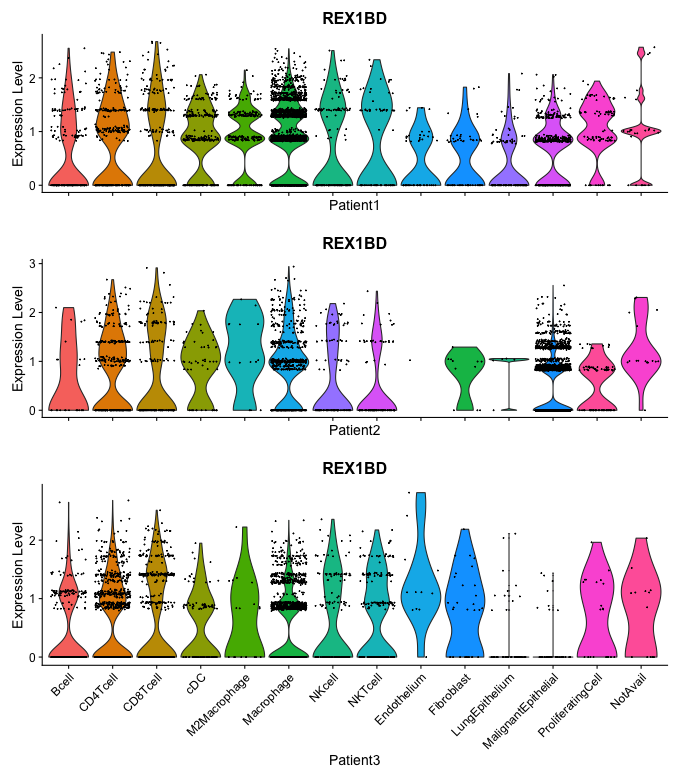 REX1BD
Expression Level
2
1
0
Patient1
REX1BD
Expression Level
3
2
1
0
Patient2
REX1BD
Expression Level
2
1
0
Bcell
CD4Tcell
CD8Tcell
cDC
M2Macrophage
Macrophage
NKcell
NKTcell
Endothelium
Fibroblast
LungEpithelium
MalignantEpithelial
ProliferatingCell
NotAvail
Patient3